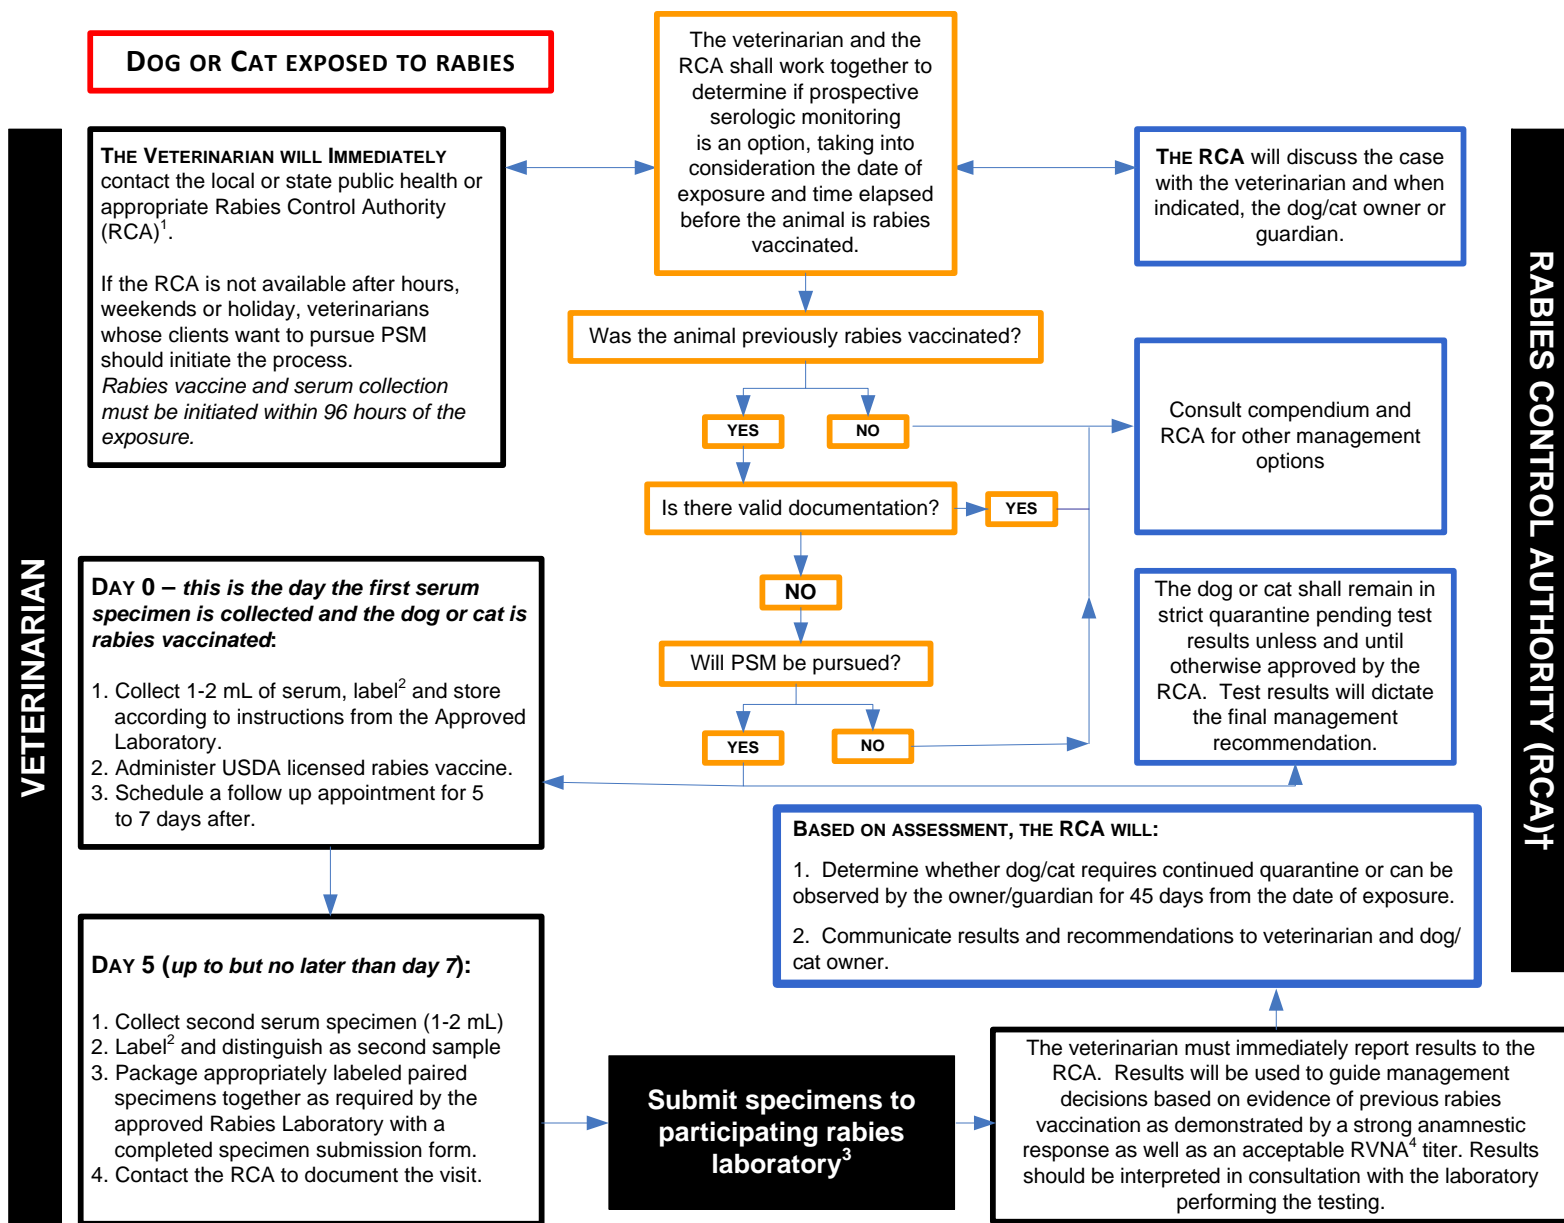 DOG OR CAT EXPOSED TO RABIES
The veterinarian and the
RCA shall work together to
determine if prospective
serologic monitoring
is an option, taking into
consideration the date of
exposure and time elapsed
before the animal is rabies
vaccinated.
THE VETERINARIAN WILL IMMEDIATELY
contact the local or state public health or
appropriate Rabies Control Authority
(RCA)1.
If the RCA is not available after hours,
weekends or holiday, veterinarians
whose clients want to pursue PSM
should initiate the process.
Rabies vaccine and serum collection
must be initiated within 96 hours of the
exposure.
THE RCA will discuss the case
with the veterinarian and when
indicated, the dog/cat owner or
guardian.
Was the animal previously rabies vaccinated?
YES
NO
Consult compendium and
RCA for other management
options
Is there valid documentation?
YES
NO
Will PSM be pursued?
YES
NO
The dog or cat shall remain in
strict quarantine pending test
results unless and until
otherwise approved by the
RCA. Test results will dictate
the final management
recommendation.
VETERINARIAN
RABIES CONTROL AUTHORITY (RCA)†
DAY 0 – this is the day the first serum
specimen is collected and the dog or cat is
rabies vaccinated:
1. Collect 1-2 mL of serum, label2 and store
according to instructions from the Approved
Laboratory.
2. Administer USDA licensed rabies vaccine.
3. Schedule a follow up appointment for 5
to 7 days after.
BASED ON ASSESSMENT, THE RCA WILL:
1. Determine whether dog/cat requires continued quarantine or can be
observed by the owner/guardian for 45 days from the date of exposure.
2. Communicate results and recommendations to veterinarian and dog/
cat owner.
DAY 5 (up to but no later than day 7):
1. Collect second serum specimen (1-2 mL)
2. Label2 and distinguish as second sample
3. Package appropriately labeled paired
specimens together as required by the
approved Rabies Laboratory with a
completed specimen submission form.
4. Contact the RCA to document the visit.
Submit specimens to
participating rabies
laboratory3
The veterinarian must immediately report results to the
RCA. Results will be used to guide management
decisions based on evidence of previous rabies
vaccination as demonstrated by a strong anamnestic
response as well as an acceptable RVNA4 titer. Results
should be interpreted in consultation with the laboratory
performing the testing.